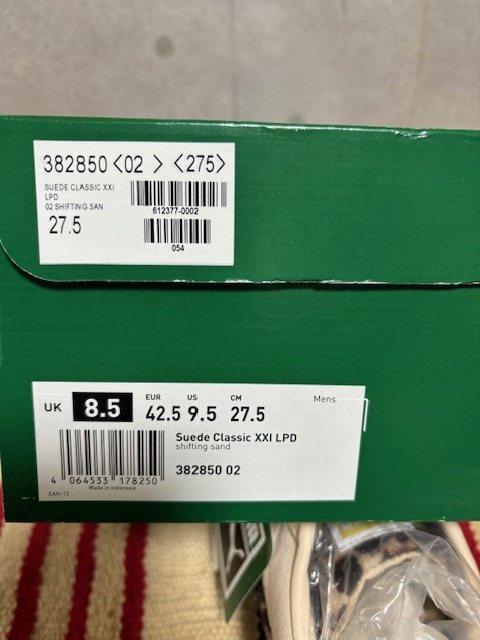 382850 <02 > <275>
SUEDE CLASSIC XXI
LPD
02 SHIFTING SAN
27.5
612377-0002
054
UK 8.5 EUR 42.5 US 9.5 CM 27.5 Mens
Suede Classic XXI LPD
shifting sand
382850 02
4 064533 178250
Made in Indonesia
EAN-13